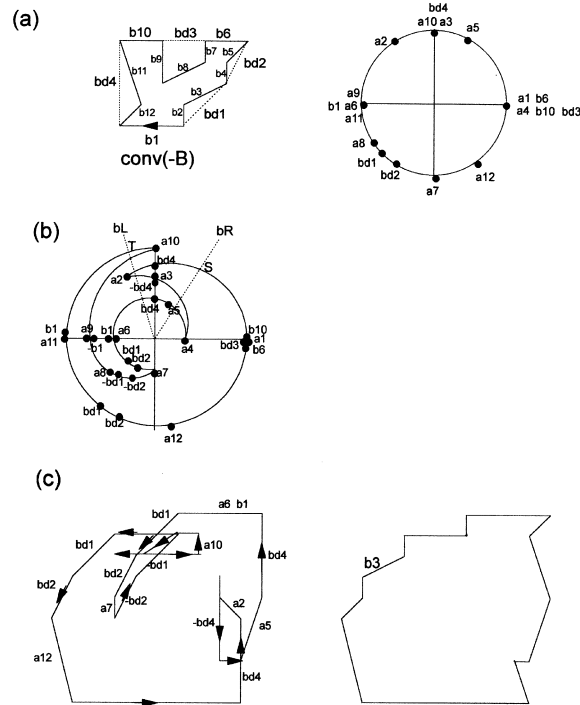 (a)
b10 bd3 b6
b9 b7 b5
b8
b11 b4 bd2
bd4
b3
b12 b2 bd1
b1
conv(-B)
bd4
a10 a3
a2 a5
a9
b1 a6
a11
a1 b6
a4 b10 bd3
a8
bd1
bd2
a7
a12
(b)
bL bR
T a10
bd4 S
a2 a3
-bd4
bd4 a5
b1 a9 b1 a6
a11 -b1
a4
b10
bd3 a1
b6
bd1
bd2
a8 a7
-bd1
-bd2
bd1
bd2
a12
(c)
a6 b1
bd1
bd1 a10
bd2 bd2 -bd1
bd4
a7 -bd2
a2
-bd4 a5
a12
bd4
b3